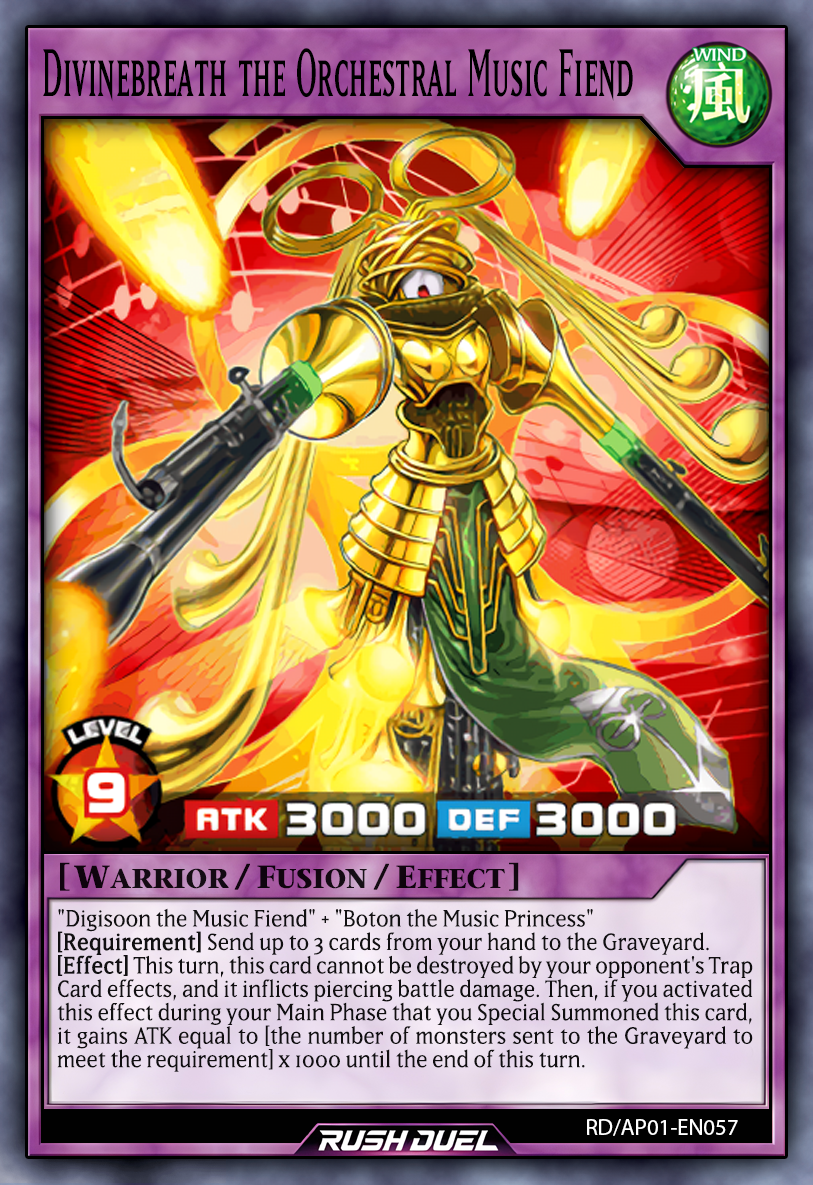 Divinebreath the Orchestral Music Fiend
WIND
風
LEVEL
9
ATK 3000 DEF 3000
[Warrior / Fusion / Effect]
"Digisoon the Music Fiend" + "Boton the Music Princess"
[Requirement] Send up to 3 cards from your hand to the Graveyard.
[Effect] This turn, this card cannot be destroyed by your opponent's Trap
Card effects, and it inflicts piercing battle damage. Then, if you activated
this effect during your Main Phase that you Special Summoned this card,
it gains ATK equal to [the number of monsters sent to the Graveyard to
meet the requirement] x 1000 until the end of this turn.
RD/AP01-EN057
RUSH DUEL